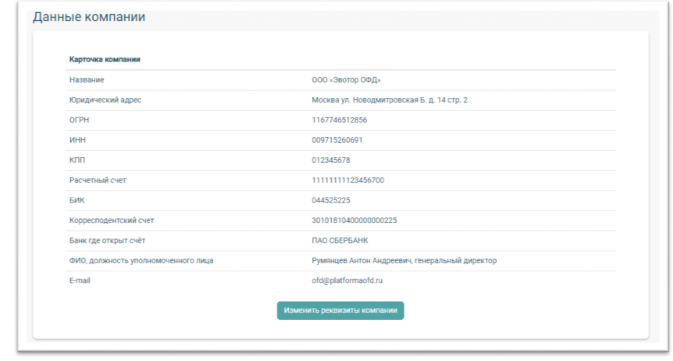 Данные компании
Карточка компании
Название ООО «Эвотор ОФД»
Юридический адрес Москва ул. Новодмитровская Б. д. 14 стр. 2
ОГРН 1167746512856
ИНН 009715260691
КПП 012345678
Расчетный счет 11111111123456700
БИК 044525225
Корресподентский счет 30101810400000000225
Банк где открыт счёт ПАО СБЕРБАНК
ФИО, должность уполномоченного лица Румянцев Антон Андреевич, генеральный директор
E-mail ofd@platformaofd.ru
Изменить реквизиты компании